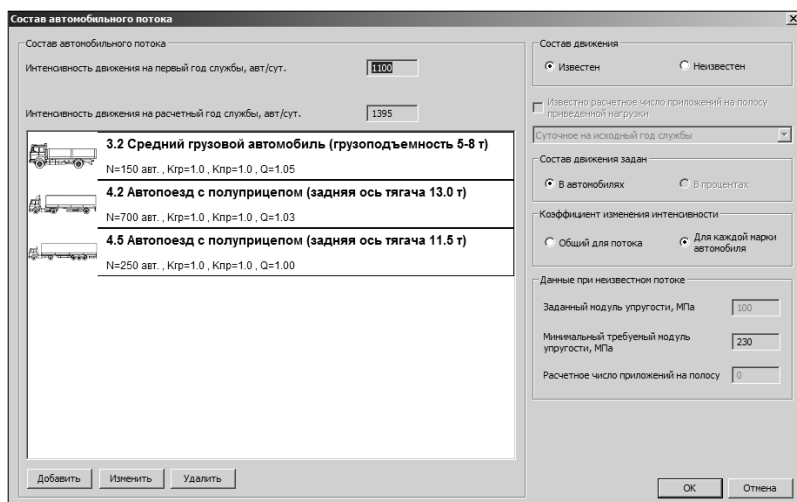 Состав автомобильного потока
Состав автомобильного потока
Интенсивность движения на первый год службы, авт/сут.
1100
Интенсивность движения на расчетный год службы, авт/сут.
1395
3.2 Средний грузовой автомобиль (грузоподъемность 5-8 т)
N=150 авт. , Kгр=1.0 , Kпр=1.0 , Q=1.05
4.2 Автопоезд с полуприцепом (задняя ось тягача 13.0 т)
N=700 авт. , Kгр=1.0 , Kпр=1.0 , Q=1.03
4.5 Автопоезд с полуприцепом (задняя ось тягача 11.5 т)
N=250 авт. , Kгр=1.0 , Kпр=1.0 , Q=1.00
Добавить
Изменить
Удалить
Состав движения
Известен
Неизвестен
Известно расчетное число приложений на полосу
приведенной нагрузки
Суточное на исходный год службы
Состав движения задан
В автомобилях
В процентах
Коэффициент изменения интенсивности
Общий для потока
Для каждой марки
автомобиля
Данные при неизвестном потоке
Заданный модуль упругости, МПа
100
Минимальный требуемый модуль
упругости, МПа
230
Расчетное число приложений на полосу
0
OK
Отмена